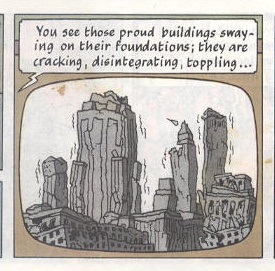 You see those proud buildings sway-
ing on their foundations; they are
cracking, disintegrating, toppling...